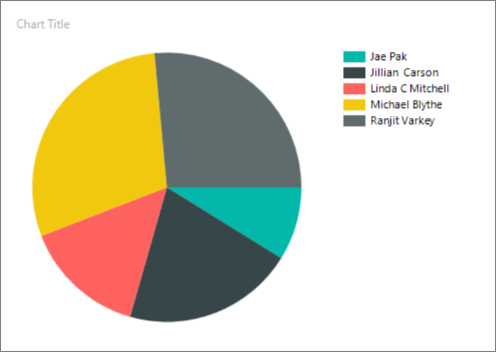 Chart Title
Jae Pak
Jillian Carson
Linda C Mitchell
Michael Blythe
Ranjit Varkey